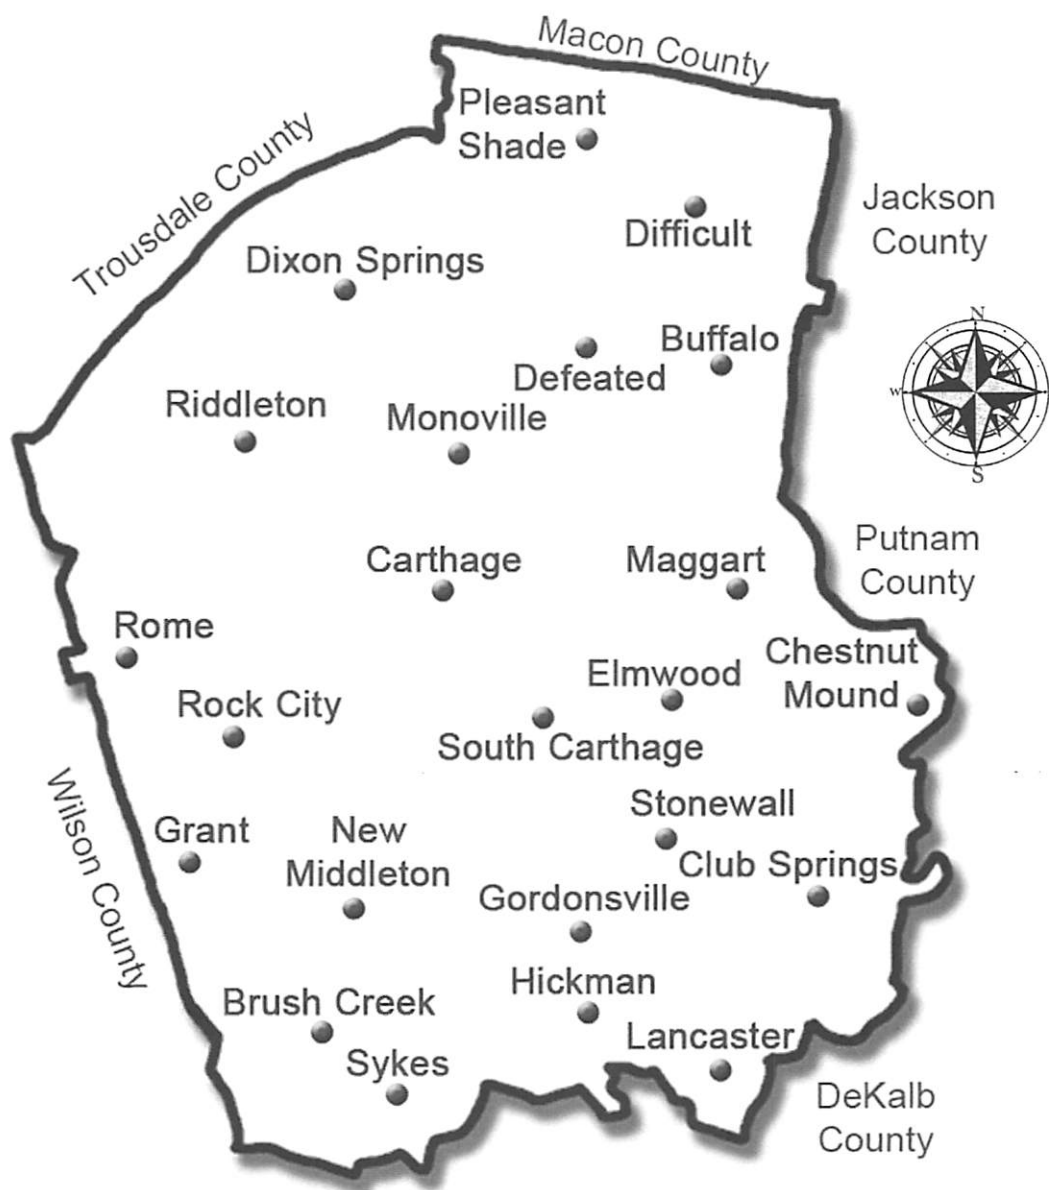 Macon County
Pleasant
Shade
Trousdale County
Jackson
County
Difficult
Dixon Springs
N
W
S
Buffalo
Defeated
Riddleton
Monoville
Putnam
County
Carthage
Maggart
Rome
Chestnut
Mound
Elmwood
Rock City
South Carthage
Wilson County
Stonewall
Grant
New
Middleton
Club Springs
Gordonsville
Hickman
Brush Creek
Lancaster
Sykes
DeKalb
County